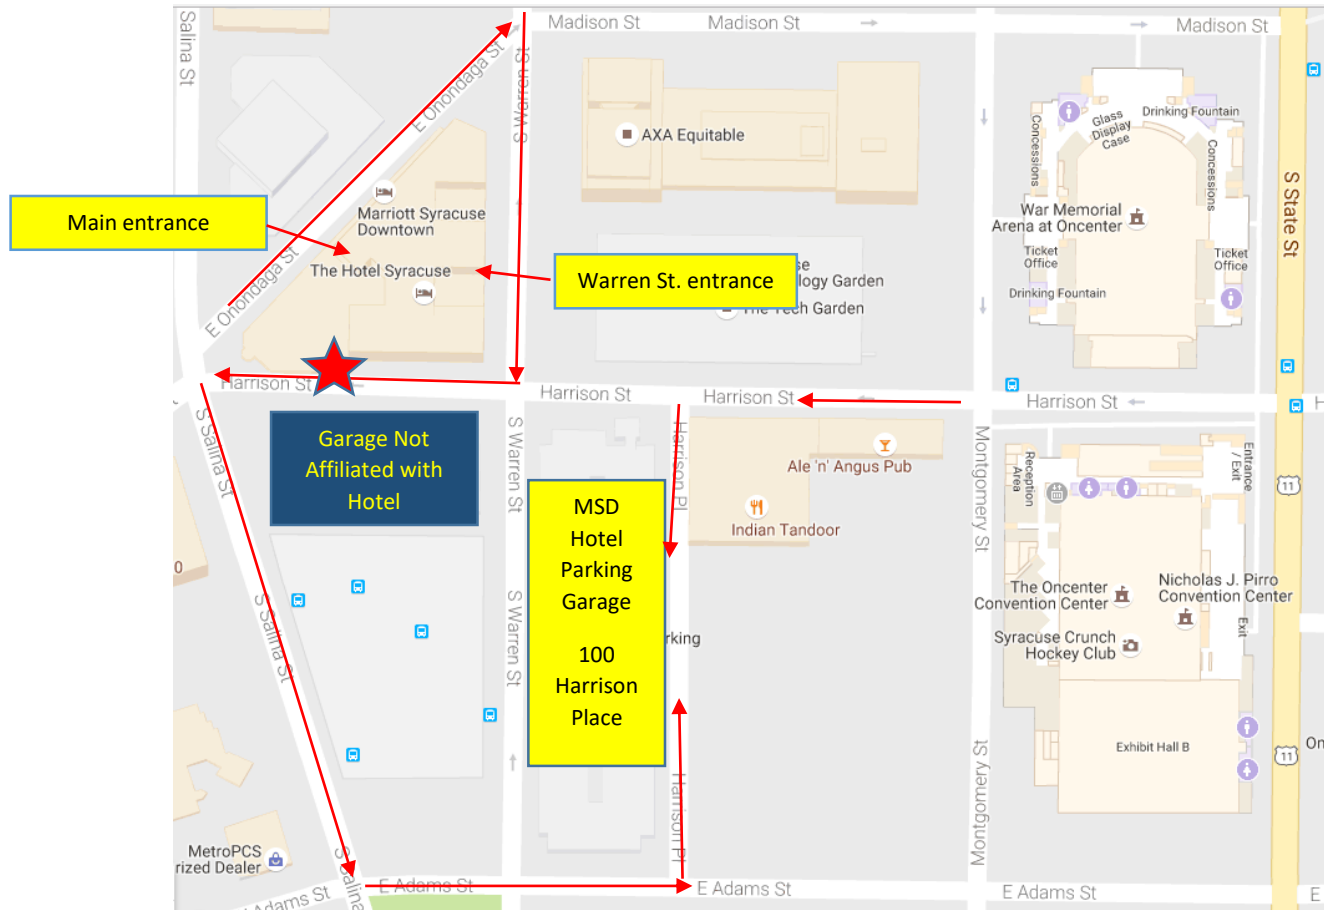 Salina St
Madison St
Madison St
Madison St
E Onondaga St
S Warren St
AXA Equitable
Concessions
Glass
Display
Case
Drinking Fountain
Concessions
S State St
Main entrance
Marriott Syracuse
Downtown
War Memorial
Arena at Oncenter
The Hotel Syracuse
E Onondaga St
Warren St. entrance
se
logy Garden
The Tech Garden
Ticket
Office
Ticket
Office
Drinking Fountain
Harrison St
Harrison St
Harrison St
Harrison St
H
Garage Not
Affiliated with
Hotel
S Salina St
S Warren St
Harrison Pl
Ale 'n' Angus Pub
Indian Tandoor
Montgomery St
Reception
Area
Entrance
/ Exit
11
MSD
Hotel
Parking
Garage
100
Harrison
Place
0
S Salina St
S Warren St
rking
The Oncenter
Convention Center
Nicholas J. Pirro
Convention Center
Syracuse Crunch
Hockey Club
Exit
Exhibit Hall B
11
On
Montgomery St
Harrison Pl
MetroPCS
rized Dealer
S Salina
Adams St
E Adams St
E Adams St
E Adams St
E